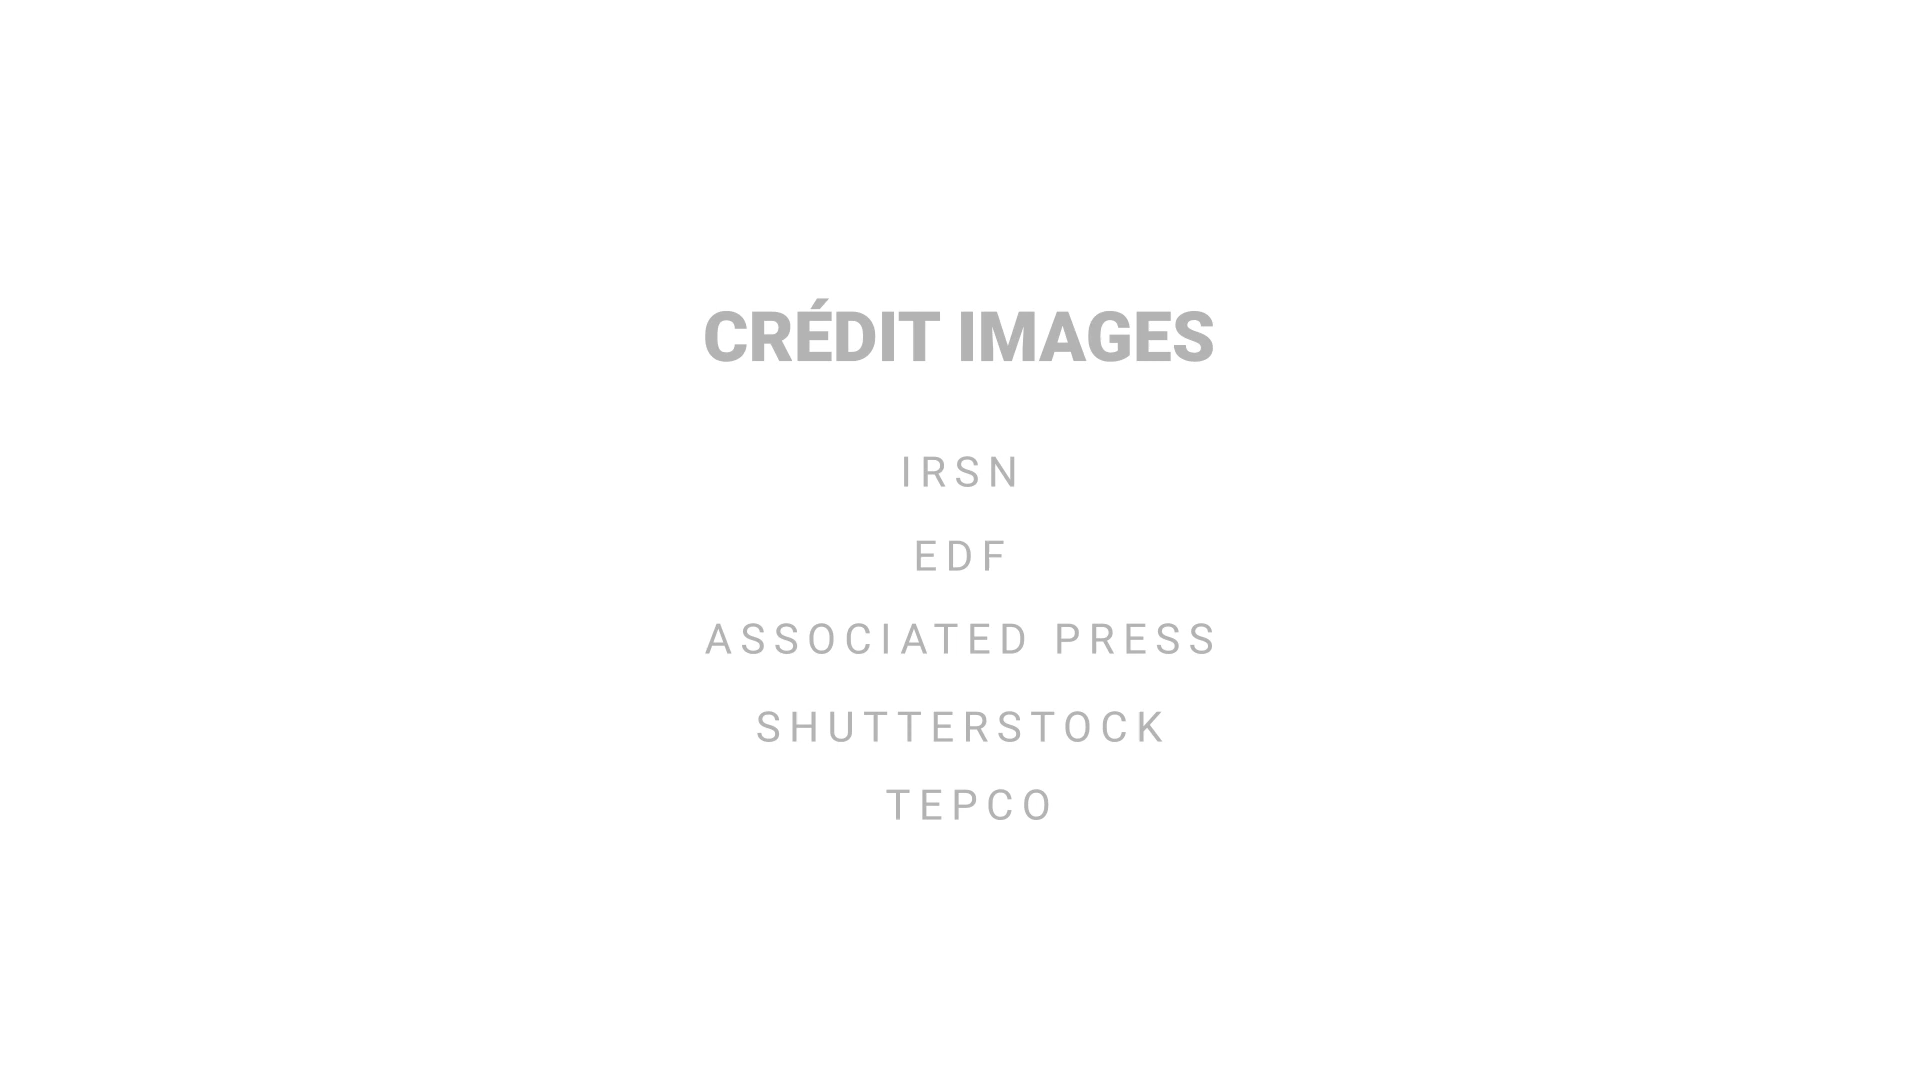 CRÉDIT IMAGES
IRSN
EDF
ASSOCIATED PRESS
SHUTTERSTOCK
TEPCO